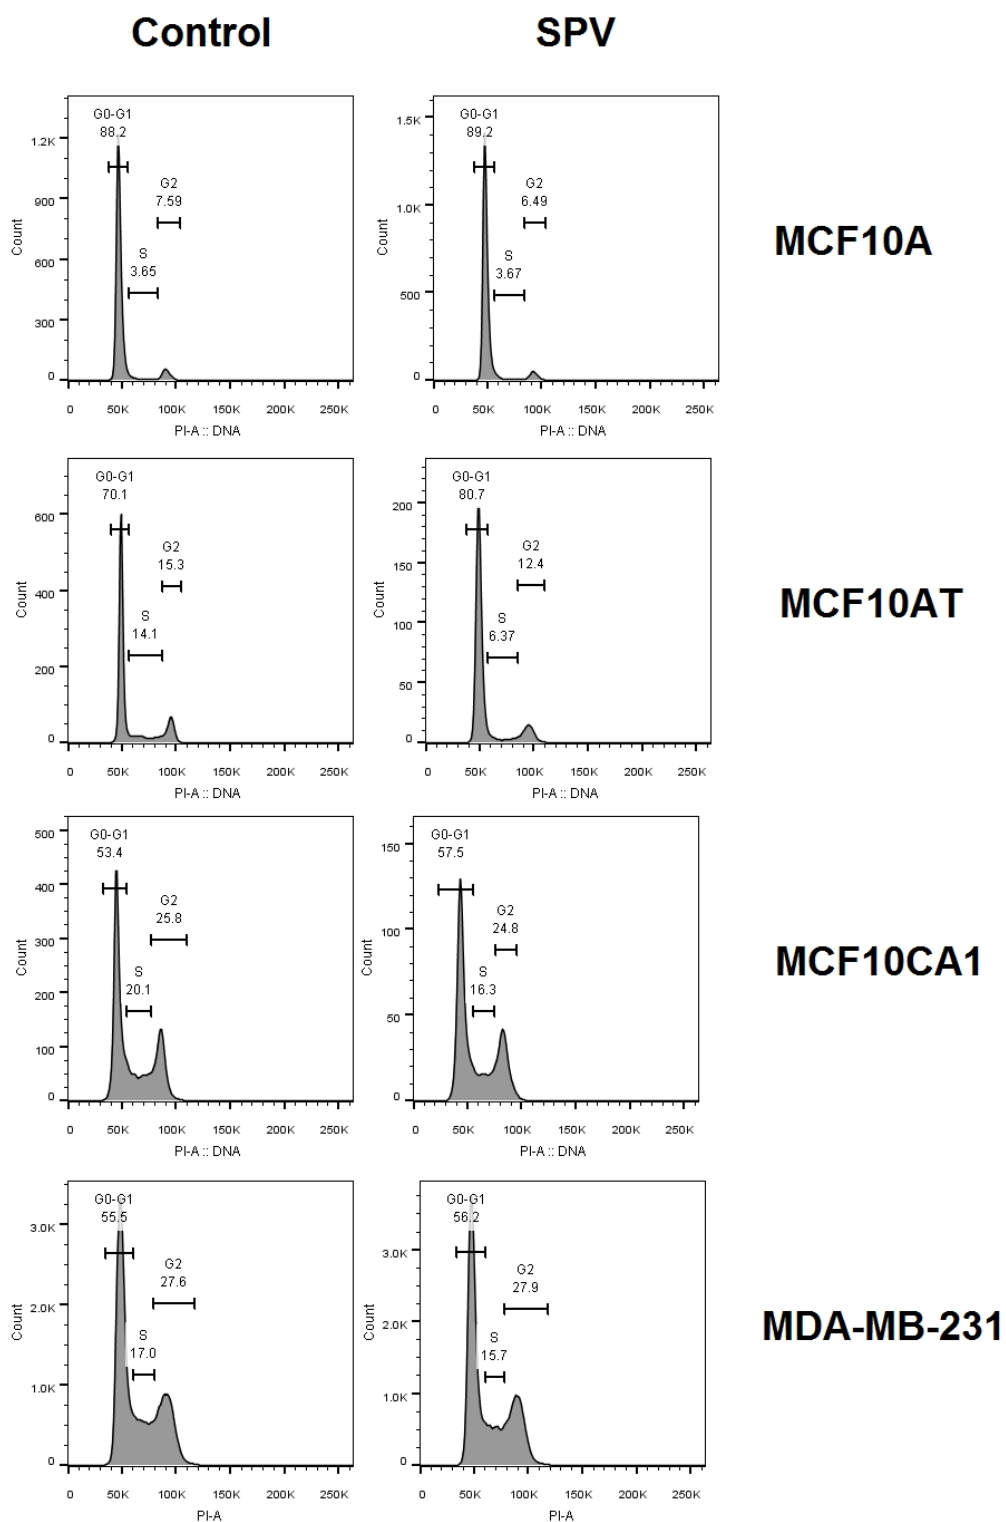 Control SPV
G0-G1
88.2
G2
7.59
S
3.65
1.2K
900
600
300
0
Count
0 50K 100K 150K 200K 250K
PI-A :: DNA
G0-G1
89.2
G2
6.49
S
3.67
1.5K
1.0K
500
0
Count
0 50K 100K 150K 200K 250K
PI-A :: DNA
MCF10A
G0-G1
70.1
G2
15.3
S
14.1
600
400
200
0
Count
0 50K 100K 150K 200K 250K
PI-A :: DNA
G0-G1
80.7
G2
12.4
S
6.37
200
150
100
50
0
Count
0 50K 100K 150K 200K 250K
PI-A :: DNA
MCF10AT
G0-G1
53.4
G2
25.8
S
20.1
500
400
300
200
100
0
Count
0 50K 100K 150K 200K 250K
PI-A :: DNA
G0-G1
57.5
G2
24.8
S
16.3
150
100
50
0
Count
0 50K 100K 150K 200K 250K
PI-A :: DNA
MCF10CA1
G0-G1
55.5
G2
27.6
S
17.0
3.0K
2.0K
1.0K
0
Count
0 50K 100K 150K 200K 250K
PI-A
G0-G1
56.2
G2
27.9
S
15.7
3.0K
2.0K
1.0K
0
Count
0 50K 100K 150K 200K 250K
PI-A
MDA-MB-231